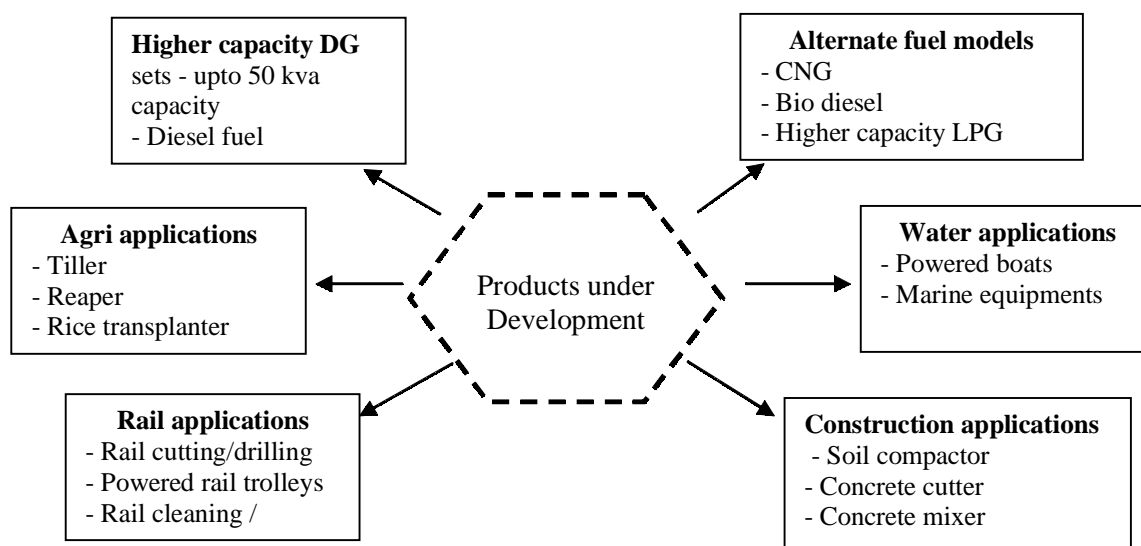 Higher capacity DG
sets - upto 50 kva
capacity
- Diesel fuel
Alternate fuel models
- CNG
- Bio diesel
- Higher capacity LPG
Agri applications
- Tiller
- Reaper
- Rice transplanter
Products under
Development
Water applications
- Powered boats
- Marine equipments
Rail applications
- Rail cutting/drilling
- Powered rail trolleys
- Rail cleaning /
Construction applications
- Soil compactor
- Concrete cutter
- Concrete mixer